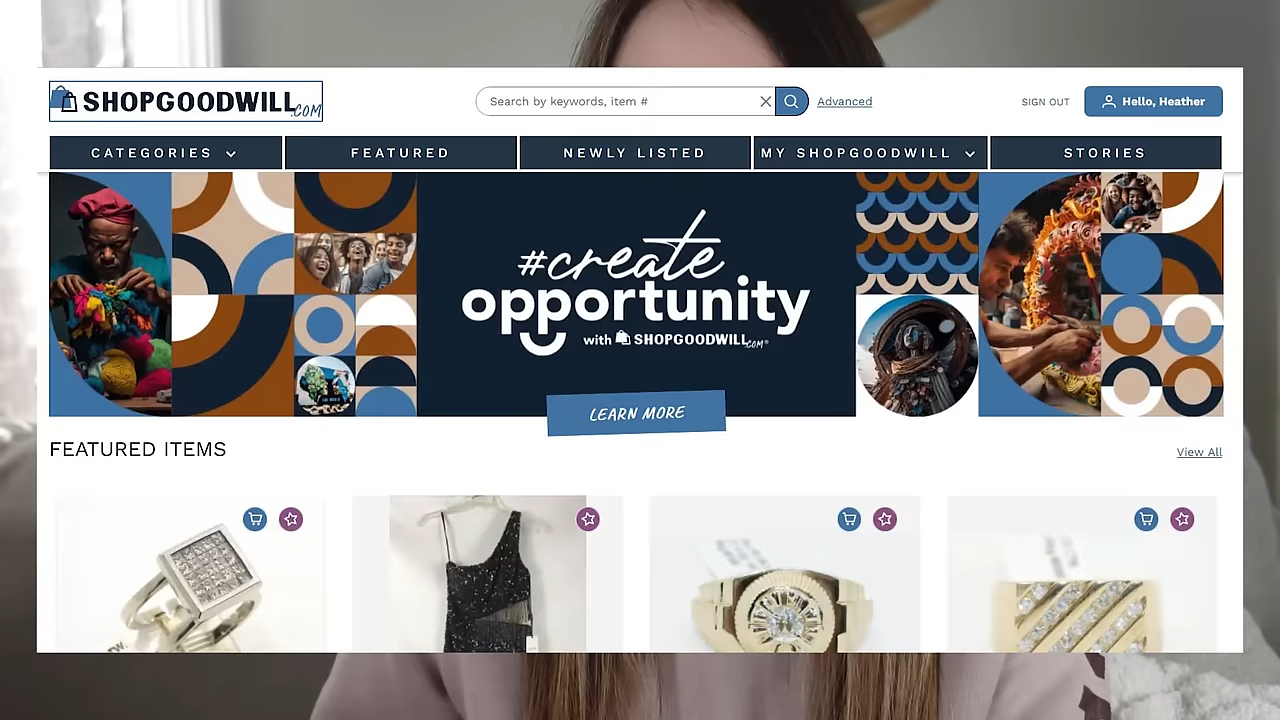 SHOPGOODWILL.COM
Search by keywords, item #
Advanced
SIGN OUT
Hello, Heather
CATEGORIES
FEATURED
NEWLY LISTED
MY SHOPGOODWILL
STORIES
#create
opportunity
with SHOPGOODWILL.COM®
LEARN MORE
FEATURED ITEMS
View All